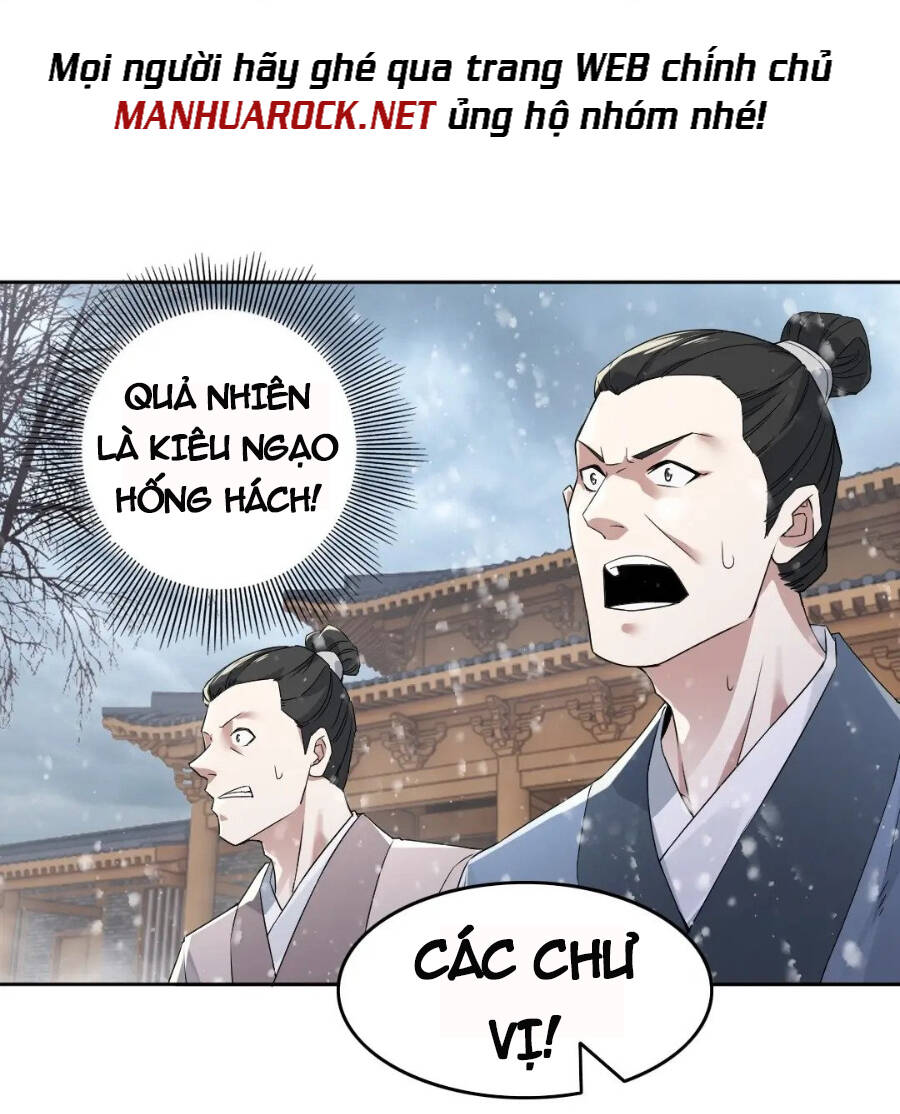 Mọi người hãy ghé qua trang WEB chính chủ
MANHUAROCK.NET ủng hộ nhóm nhé!
QUẢ NHIÊN
LÀ KIÊU NGẠO
HỐNG HÁCH!
CÁC CHƯ
VỊ!